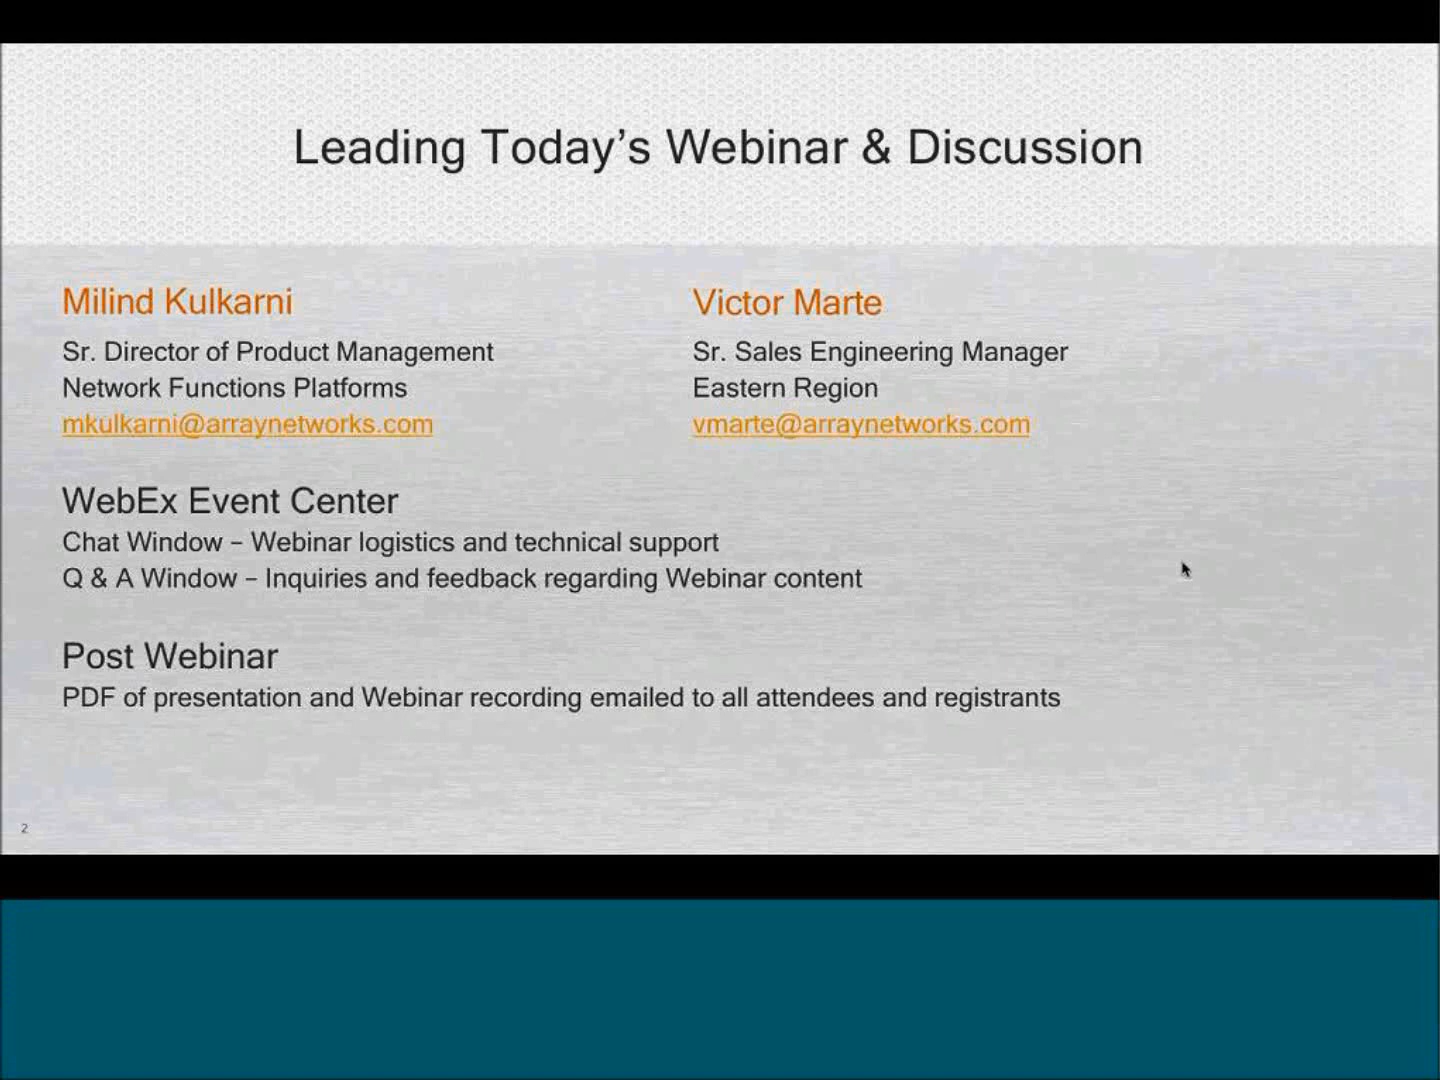 Leading Today’s Webinar & Discussion
Milind Kulkarni
Sr. Director of Product Management
Network Functions Platforms
mkulkarni@arraynetworks.com
Victor Marte
Sr. Sales Engineering Manager
Eastern Region
vmarte@arraynetworks.com
WebEx Event Center
Chat Window – Webinar logistics and technical support
Q & A Window – Inquiries and feedback regarding Webinar content
Post Webinar
PDF of presentation and Webinar recording emailed to all attendees and registrants
2